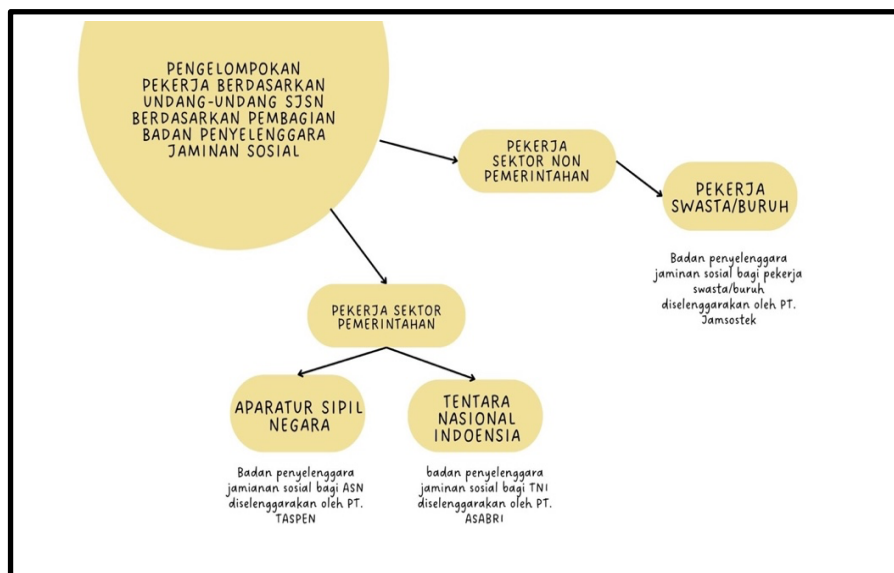 PENGELOMPOKAN
PEKERJA BERDASARKAN
UNDANG-UNDANG SJSN
BERDASARKAN PEMBAGIAN
BADAN PENYELENGGARA
JAMINAN SOSIAL
PEKERJA
SEKTOR NON
PEMERINTAHAN
PEKERJA
SWASTA/BURUH
Badan penyelenggara
jaminan sosial bagi pekerja
swasta/buruh
diselenggarakan oleh PT.
Jamsostek
PEKERJA SEKTOR
PEMERINTAHAN
APARATUR SIPIL
NEGARA
Badan penyelenggara
jamianan sosial bagi ASN
diselenggarakan oleh PT.
TASPEN
TENTARA
NASIONAL
INDOENSIA
badan penyelenggara
jaminan sosial bagi TNI
diselenggarakan oleh PT.
ASABRI